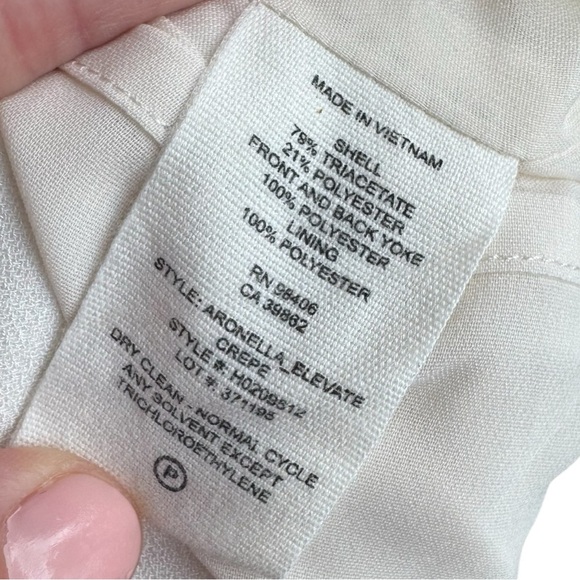 MADE IN VIETNAM
SHELL
79% TRIACETATE
21% POLYESTER
FRONT AND BACK YOKE
100% POLYESTER
LINING
100% POLYESTER
RN 98406
CA 39862
STYLE: ARONELLA_ELEVATE
CREPE
STYLE #: H0209512
LOT #: 371195
DRY CLEAN - NORMAL CYCLE
ANY SOLVENT EXCEPT
TRICHLOROETHYLENE
P